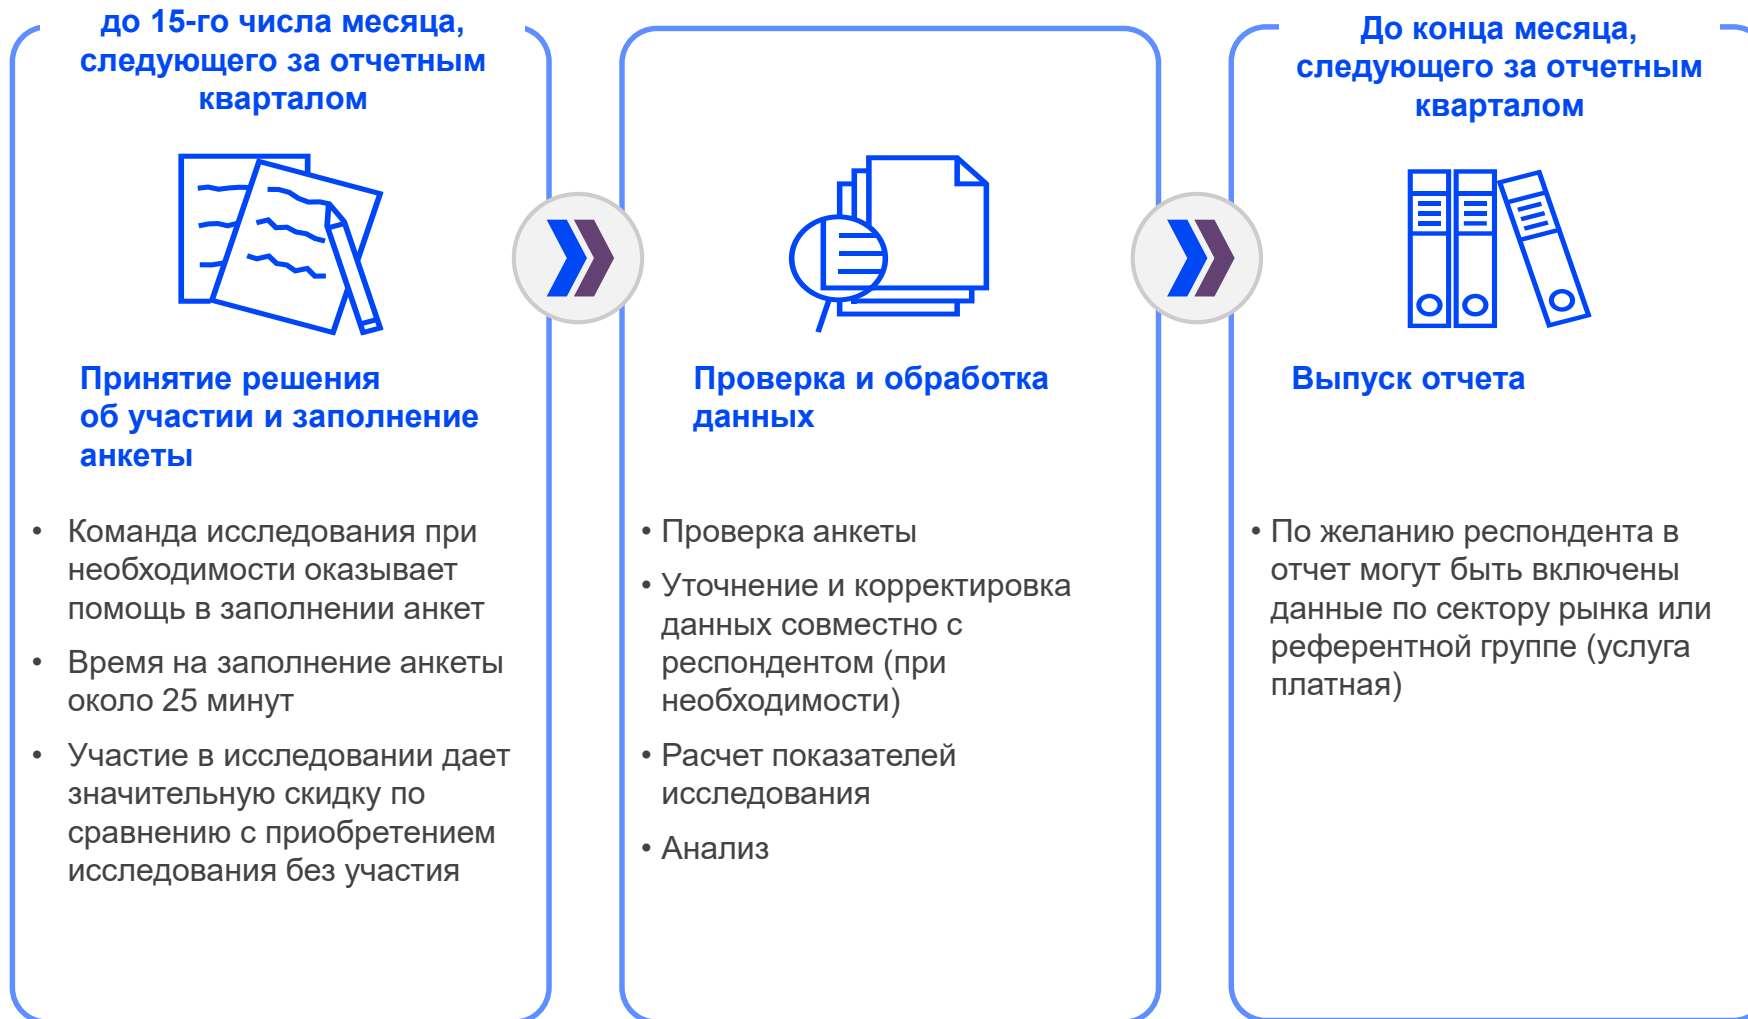 до 15-го числа месяца,
следующего за отчетным
кварталом
Принятие решения
об участии и заполнение
анкеты
• Команда исследования при
необходимости оказывает
помощь в заполнении анкет
• Время на заполнение анкеты
около 25 минут
• Участие в исследовании дает
значительную скидку по
сравнению с приобретением
исследования без участия
Проверка и обработка
данных
• Проверка анкеты
• Уточнение и корректировка
данных совместно с
респондентом (при
необходимости)
• Расчет показателей
исследования
• Анализ
До конца месяца,
следующего за отчетным
кварталом
Выпуск отчета
• По желанию респондента в
отчет могут быть включены
данные по сектору рынка или
референтной группе (услуга
платная)